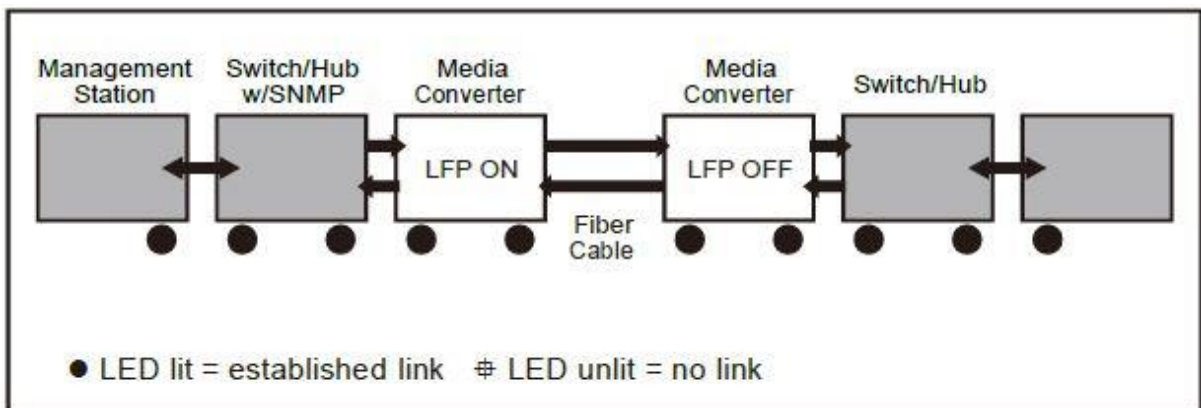 Management
Station
Switch/Hub
w/SNMP
Media
Converter
Media
Converter
Switch/Hub
LFP ON
LFP OFF
Fiber
Cable
● LED lit = established link ⋕ LED unlit = no link